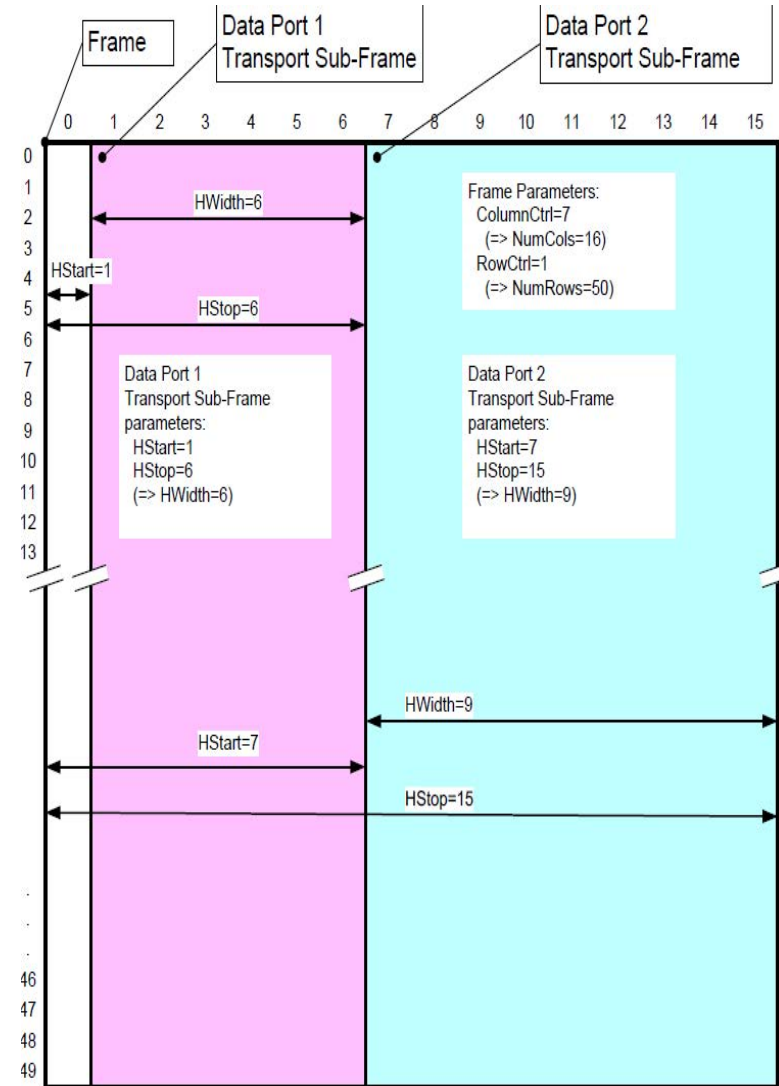 Frame
Data Port 1
Transport Sub-Frame
Data Port 2
Transport Sub-Frame
0 1 2 3 4 5 6 7 8 9 10 11 12 13 14 15
0
1
2
3
4
5
6
7
8
9
10
11
12
13
HWidth=6
Frame Parameters:
ColumnCtrl=7
(=> NumCols=16)
RowCtrl=1
(=> NumRows=50)
HStart=1
HStop=6
Data Port 1
Transport Sub-Frame
parameters:
HStart=1
HStop=6
(=> HWidth=6)
Data Port 2
Transport Sub-Frame
parameters:
HStart=7
HStop=15
(=> HWidth=9)
HWidth=9
HStart=7
HStop=15
.
.
.
46
47
48
49